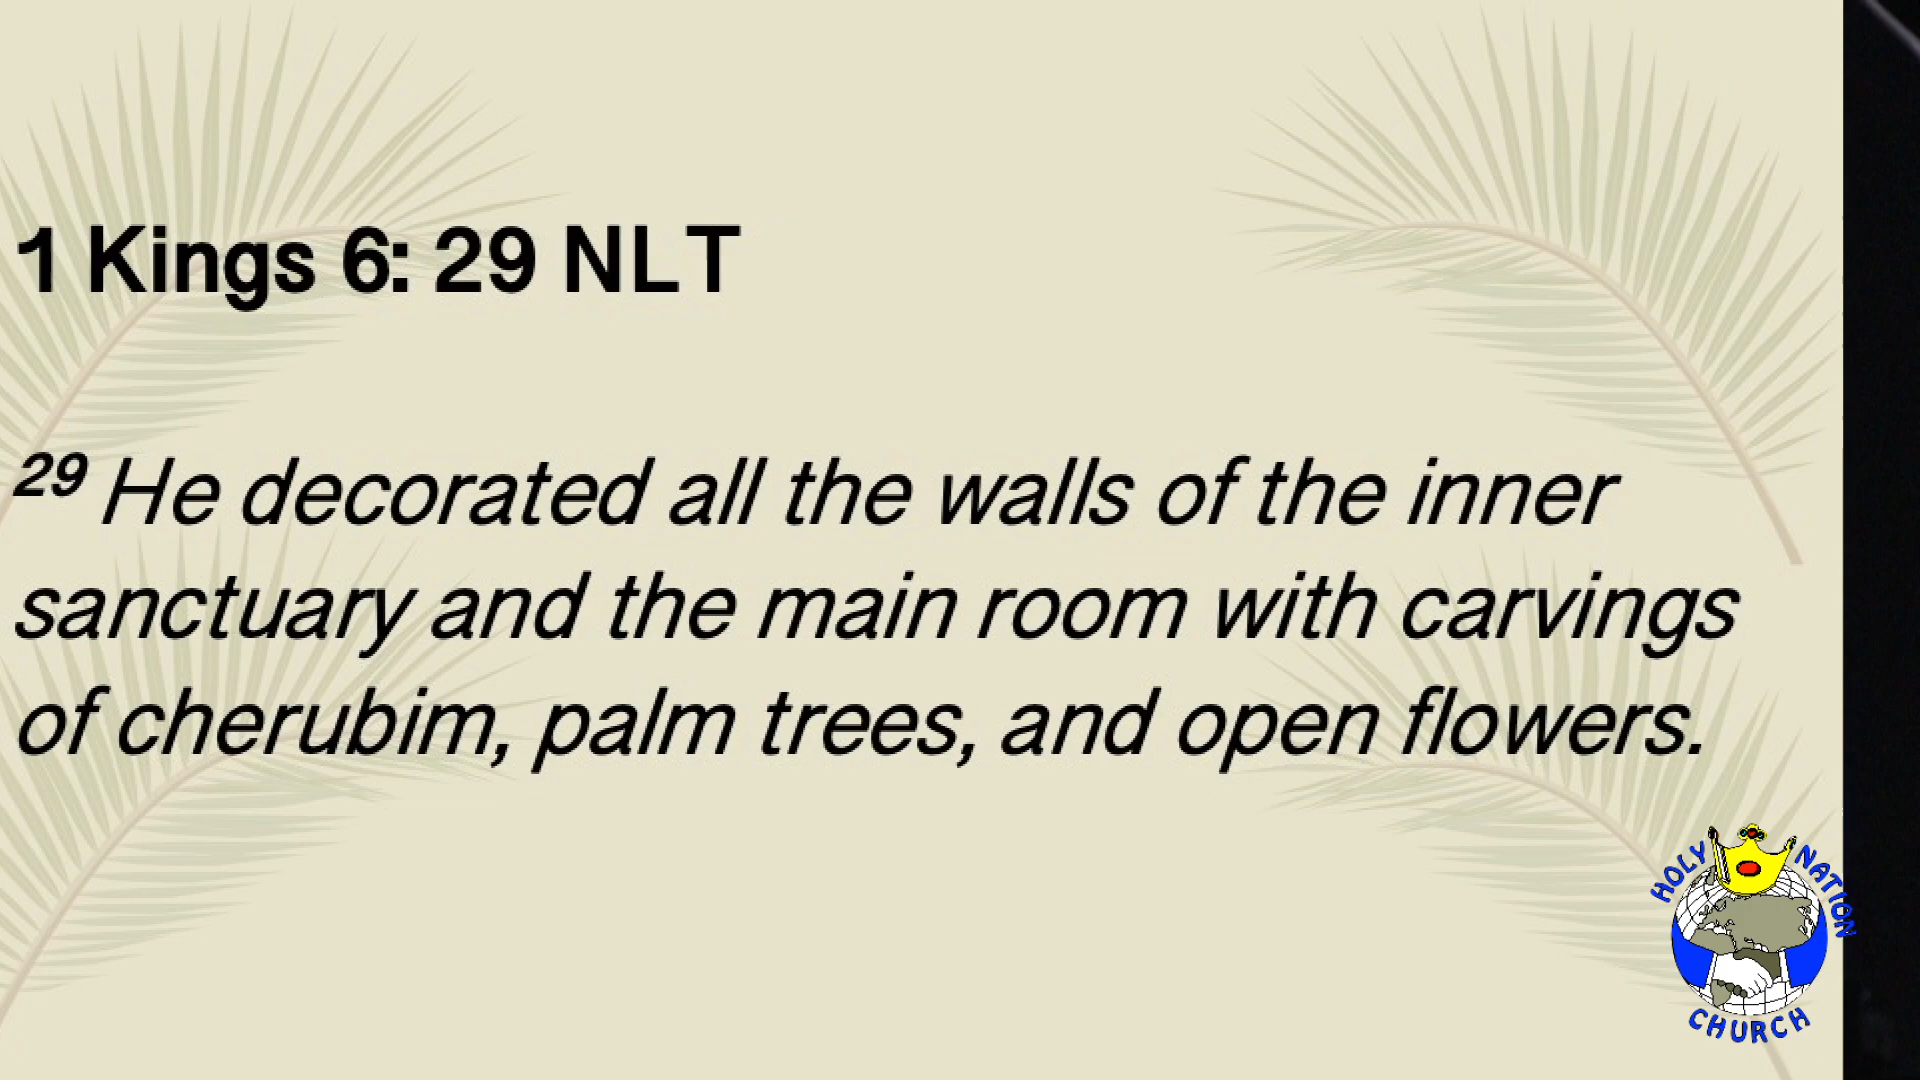 1 Kings 6: 29 NLT
29 He decorated all the walls of the inner
sanctuary and the main room with carvings
of cherubim, palm trees, and open flowers.
HOLY NATION
CHURCH